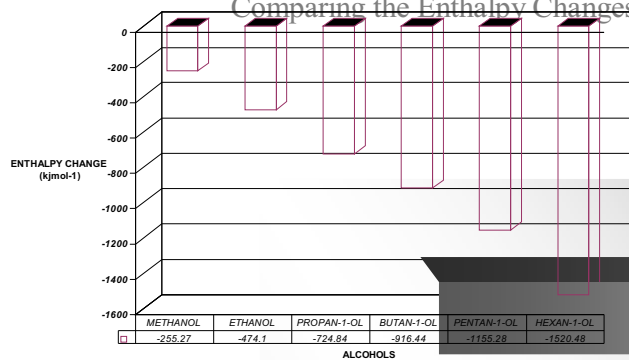 Comparing the Enthalpy Changes
0
-200
-400
-600
ENTHALPY CHANGE
(kjmol-1)
-800
-1000
-1200
-1400
-1600
METHANOL ETHANOL PROPAN-1-OL BUTAN-1-OL PENTAN-1-OL HEXAN-1-OL
-255.27 -474.1 -724.84 -916.44 -1155.28 -1520.48
ALCOHOLS